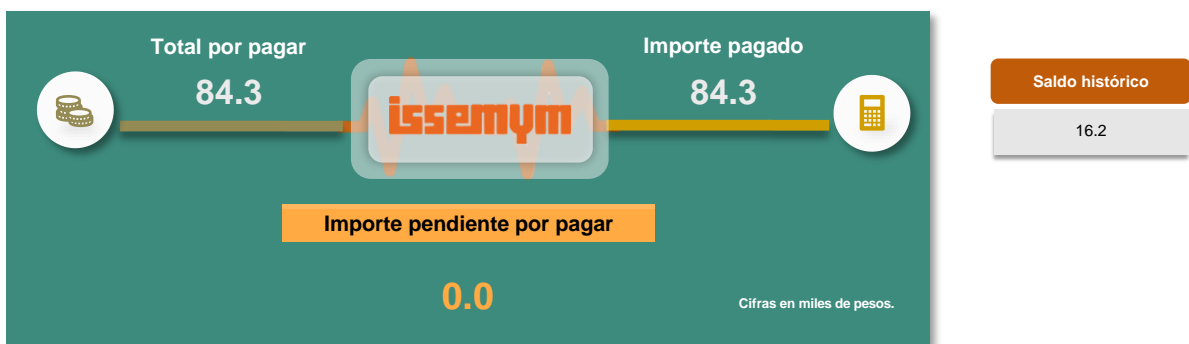 Total por pagar
84.3
issemym
Importe pagado
84.3
Importe pendiente por pagar
0.0
Cifras en miles de pesos.
Saldo histórico
16.2